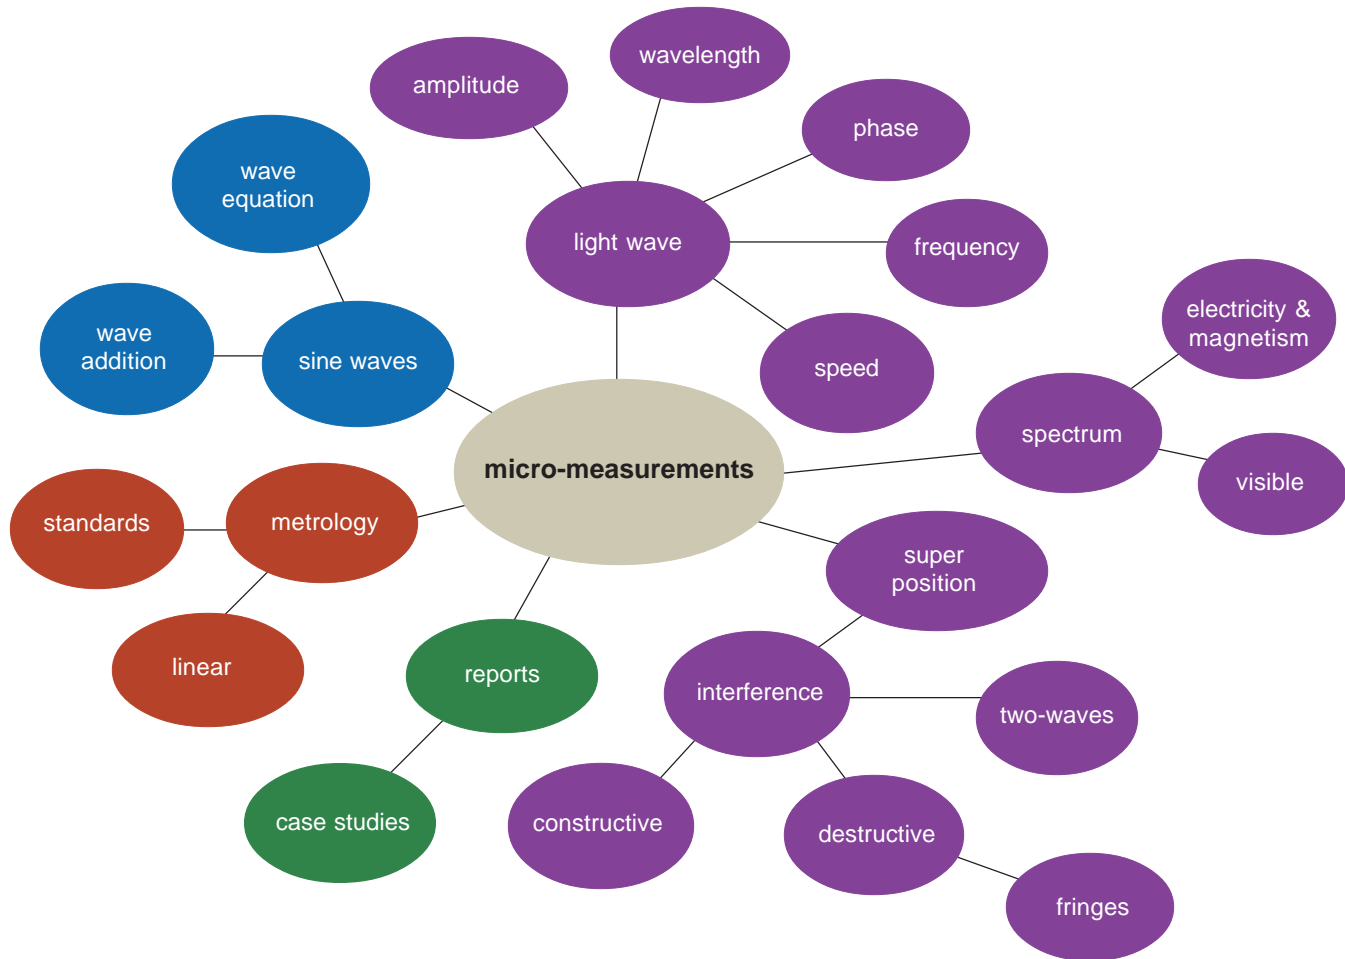 wavelength
amplitude
phase
wave
equation
light wave
frequency
electricity &
magnetism
wave
addition
sine waves
speed
spectrum
micro-measurements
visible
standards
metrology
super
position
linear
reports
interference
two-waves
case studies
constructive
destructive
fringes